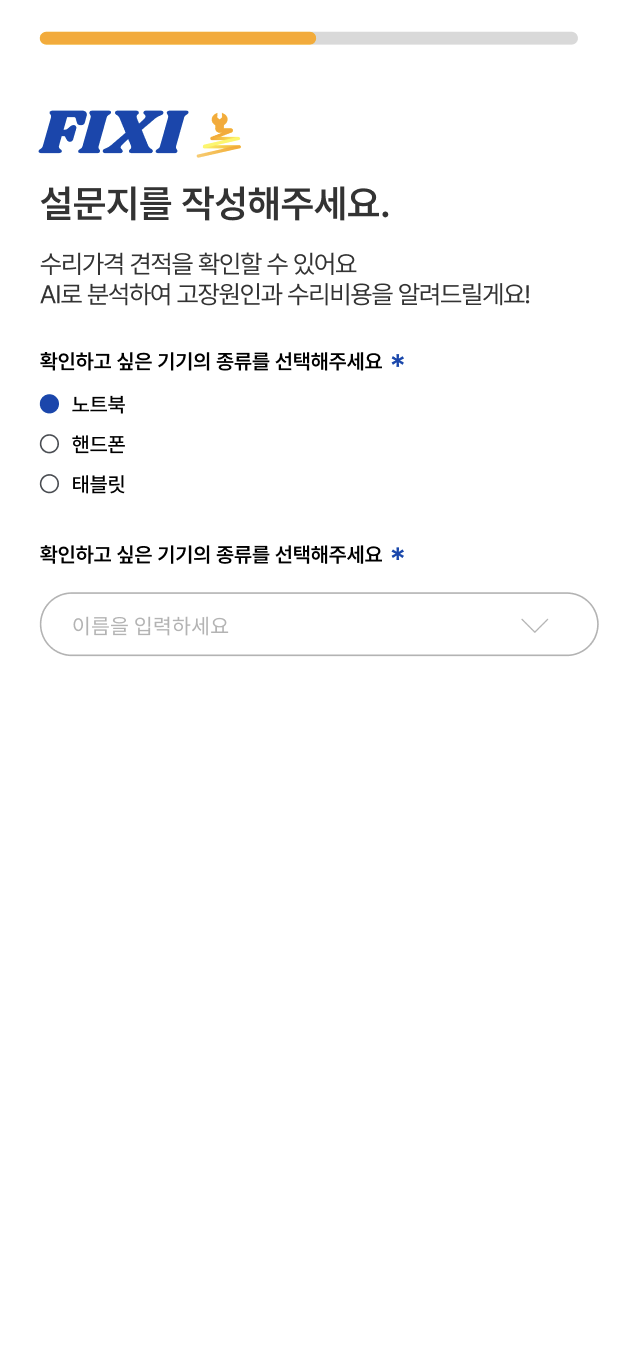 FIXI
설문지를 작성해주세요.
수리가격 견적을 확인할 수 있어요
AI로 분석하여 고장원인과 수리비용을 알려드릴게요!
확인하고 싶은 기기의 종류를 선택해주세요 *
노트북
핸드폰
태블릿
확인하고 싶은 기기의 종류를 선택해주세요 *
이름을 입력하세요